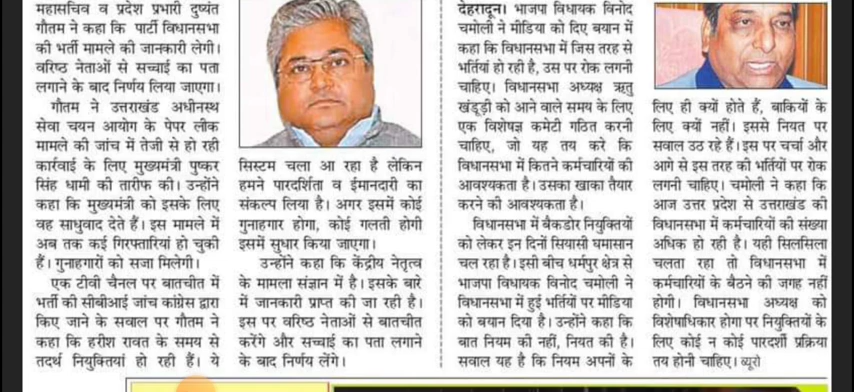 महासचिव व प्रदेश प्रभारी दुष्यंत
गौतम ने कहा कि पार्टी विधानसभा
की भर्ती मामले की जानकारी लेगी।
वरिष्ठ नेताओं से सच्चाई का पता
लगाने के बाद निर्णय लिया जाएगा।
गौतम ने उत्तराखंड अधीनस्थ
सेवा चयन आयोग के पेपर लीक
मामले की जांच में तेजी से हो रही
कार्रवाई के लिए मुख्यमंत्री पुष्कर
सिंह धामी की तारीफ की। उन्होंने
कहा कि मुख्यमंत्री को इसके लिए
वह साधुवाद देते हैं। इस मामले में
अब तक कई गिरफ्तारियां हो चुकी
हैं। गुनाहगारों को सजा मिलेगी।
एक टीवी चैनल पर बातचीत में
भर्ती की सीबीआई जांच कांग्रेस द्वारा
किए जाने के सवाल पर गौतम ने
कहा कि हरीश रावत के समय से
तदर्थ नियुक्तियां हो रही हैं। ये
सिस्टम चला आ रहा है लेकिन
हमने पारदर्शिता व ईमानदारी का
संकल्प लिया है। अगर इसमें कोई
गुनाहगार होगा, कोई गलती होगी
इसमें सुधार किया जाएगा।
उन्होंने कहा कि केंद्रीय नेतृत्व
के मामला संज्ञान में है। इसके बारे
में जानकारी प्राप्त की जा रही है।
इस पर वरिष्ठ नेताओं से बातचीत
करेंगे और सच्चाई का पता लगाने
के बाद निर्णय लेंगे।
देहरादून। भाजपा विधायक विनोद
चमोली ने मीडिया को दिए बयान में
कहा कि विधानसभा में जिस तरह से
भर्तियां हो रही है, उस पर रोक लगनी
चाहिए। विधानसभा अध्यक्ष ऋतु
खंडूड़ी को आने वाले समय के लिए
एक विशेषज्ञ कमेटी गठित करनी
चाहिए, जो यह तय करे कि
विधानसभा में कितने कर्मचारियों की
आवश्यकता है। उसका खाका तैयार
करने की आवश्यकता है।
विधानसभा में बैकडोर नियुक्तियों
को लेकर इन दिनों सियासी घमासान
चल रहा है। इसी बीच धर्मपुर क्षेत्र से
भाजपा विधायक विनोद चमोली ने
विधानसभा में हुई भर्तियों पर मीडिया
को बयान दिया है। उन्होंने कहा कि
बात नियम की नहीं, नियत की है।
सवाल यह है कि नियम अपनों के
लिए ही क्यों होते हैं, बाकियों के
लिए क्यों नहीं। इससे नियत पर
सवाल उठ रहे हैं। इस पर चर्चा और
आगे से इस तरह की भर्तियों पर रोक
लगनी चाहिए। चमोली ने कहा कि
आज उत्तर प्रदेश से उत्तराखंड की
विधानसभा में कर्मचारियों की संख्या
अधिक हो रही है। यही सिलसिला
चलता रहा तो विधानसभा में
कर्मचारियों के बैठने की जगह नहीं
होगी। विधानसभा अध्यक्ष को
विशेषाधिकार होगा पर नियुक्तियों के
लिए कोई न कोई पारदर्शी प्रक्रिया
तय होनी चाहिए। ब्यूरो